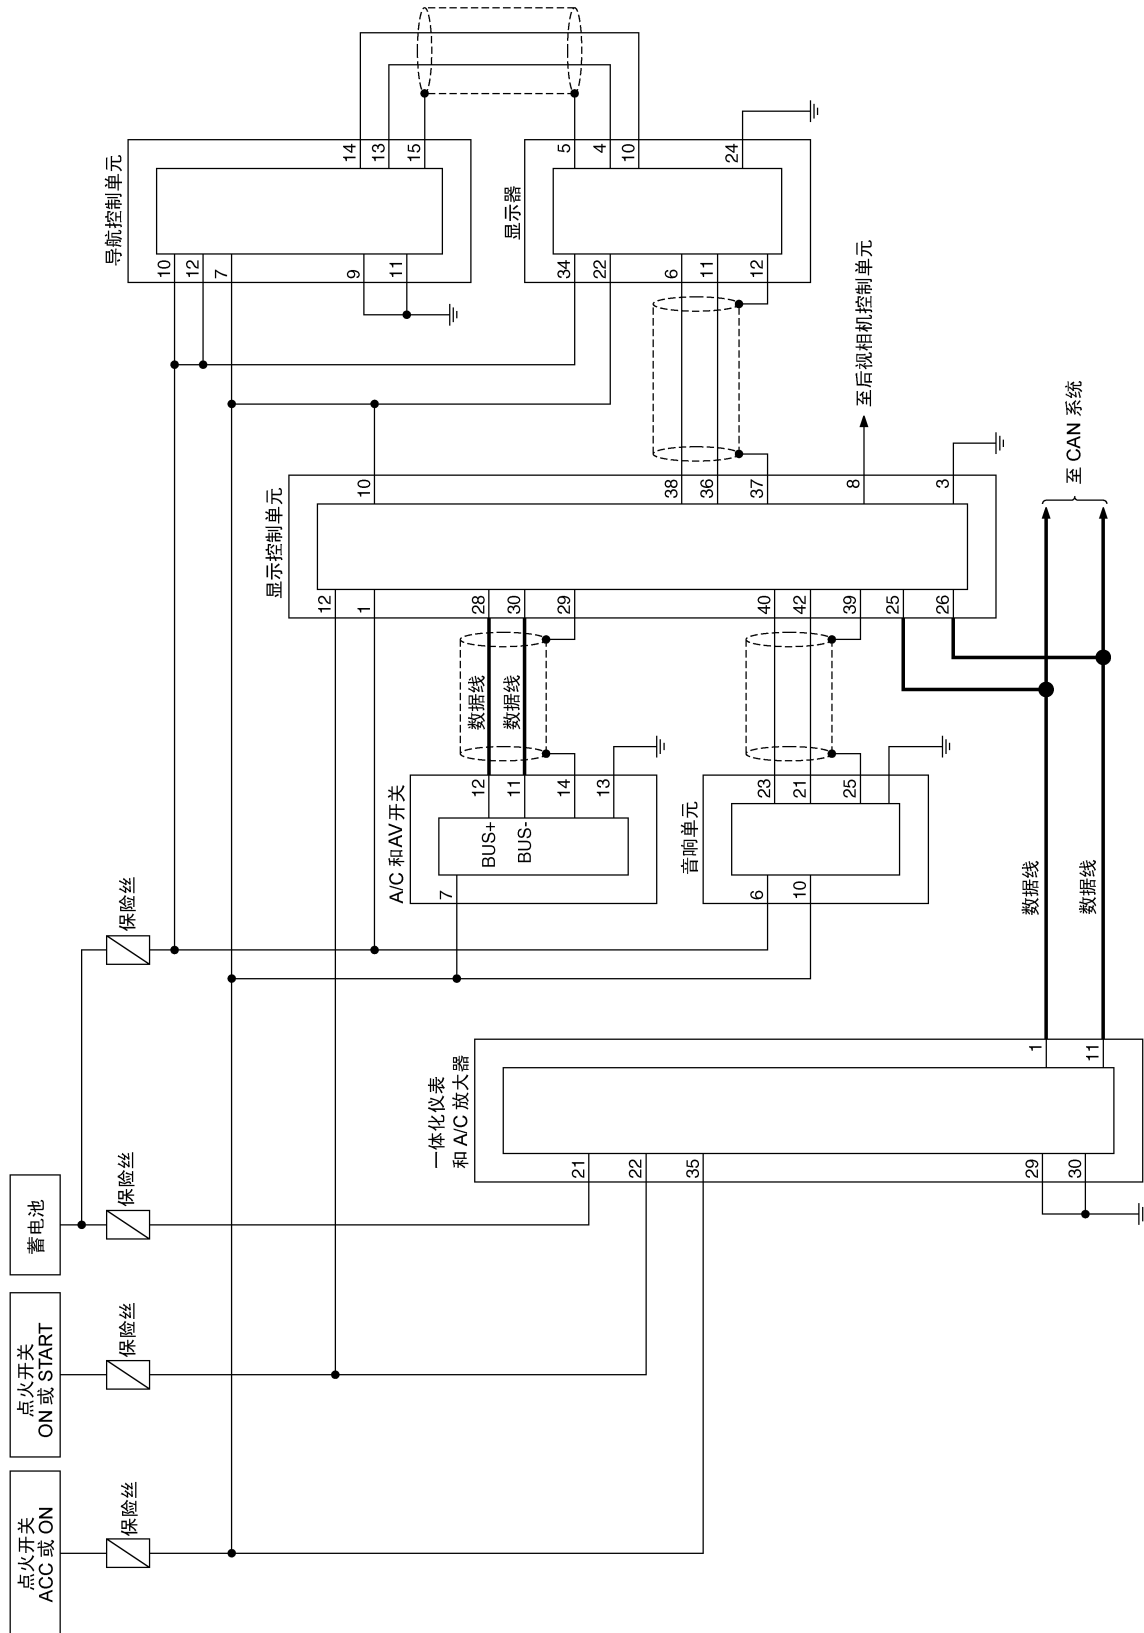 蓄电池
点火开关
ON 或 START
点火开关
ACC 或 ON
保险丝
保险丝
保险丝
保险丝
导航控制单元
10
12
7
9
11
14
13
15
显示器
34
22
6
11
12
5
4
10
24
显示控制单元
12
1
28
30
29
40
42
39
25
26
10
38
36
37
8
3
至后视相机控制单元
至 CAN 系统
数据线
数据线
A/C 和AV开关
7
BUS+
BUS-
12
11
14
13
音响单元
6
10
23
21
25
数据线
数据线
一体化仪表
和 A/C 放大器
21
22
35
29
30
1
11